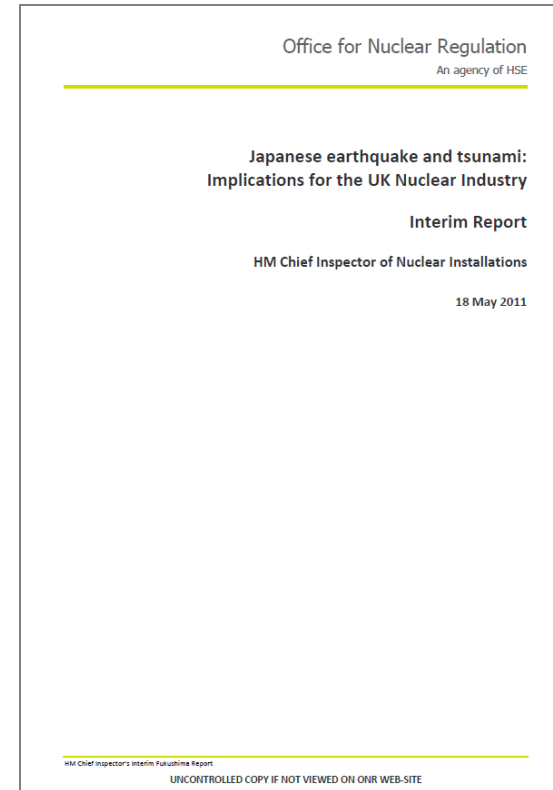 Office for Nuclear Regulation
An agency of HSE
Japanese earthquake and tsunami:
Implications for the UK Nuclear Industry
Interim Report
HM Chief Inspector of Nuclear Installations
18 May 2011
HM Chief Inspector's Interim Fukushima Report
UNCONTROLLED COPY IF NOT VIEWED ON ONR WEB-SITE